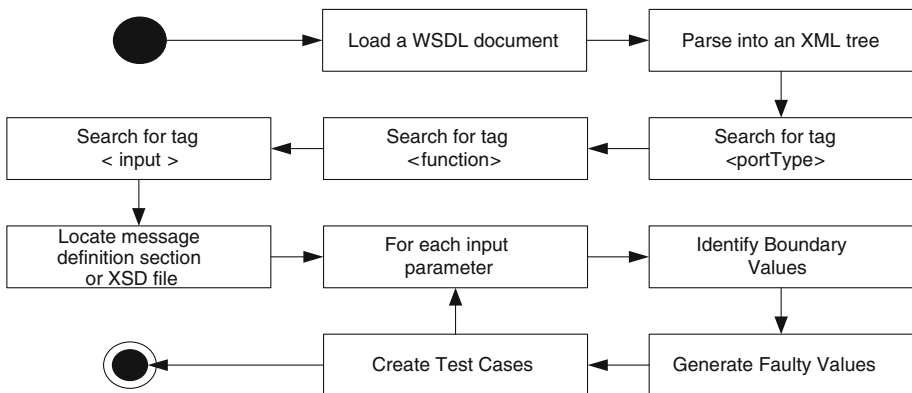 Load a WSDL document
Parse into an XML tree
Search for tag
< input >
Search for tag
<function>
Search for tag
<portType>
Locate message
definition section
or XSD file
For each input
parameter
Identify Boundary
Values
Create Test Cases
Generate Faulty Values